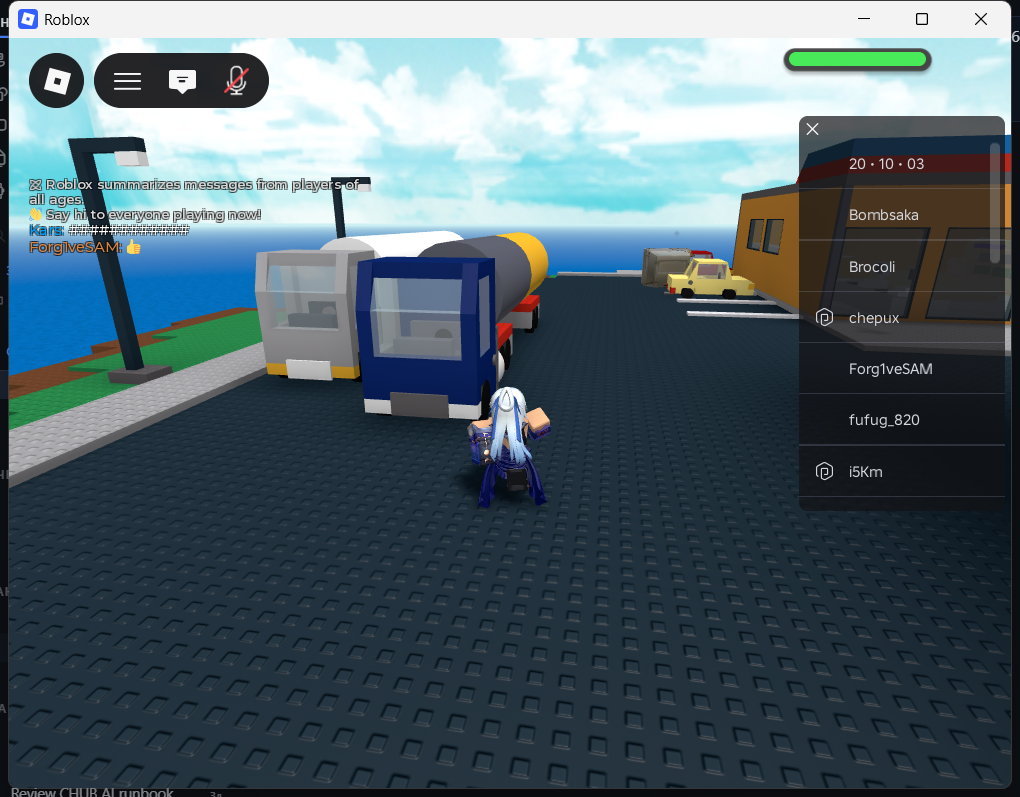 Roblox
Roblox summarizes messages from players of
all ages.
👋 Say hi to everyone playing now!
Kars: ##############
Forg1veSAM: 👍
20 • 10 • 03
Bombsaka
Brocoli
chepux
Forg1veSAM
fufug_820
i5Km
Review CHUB AI runbook